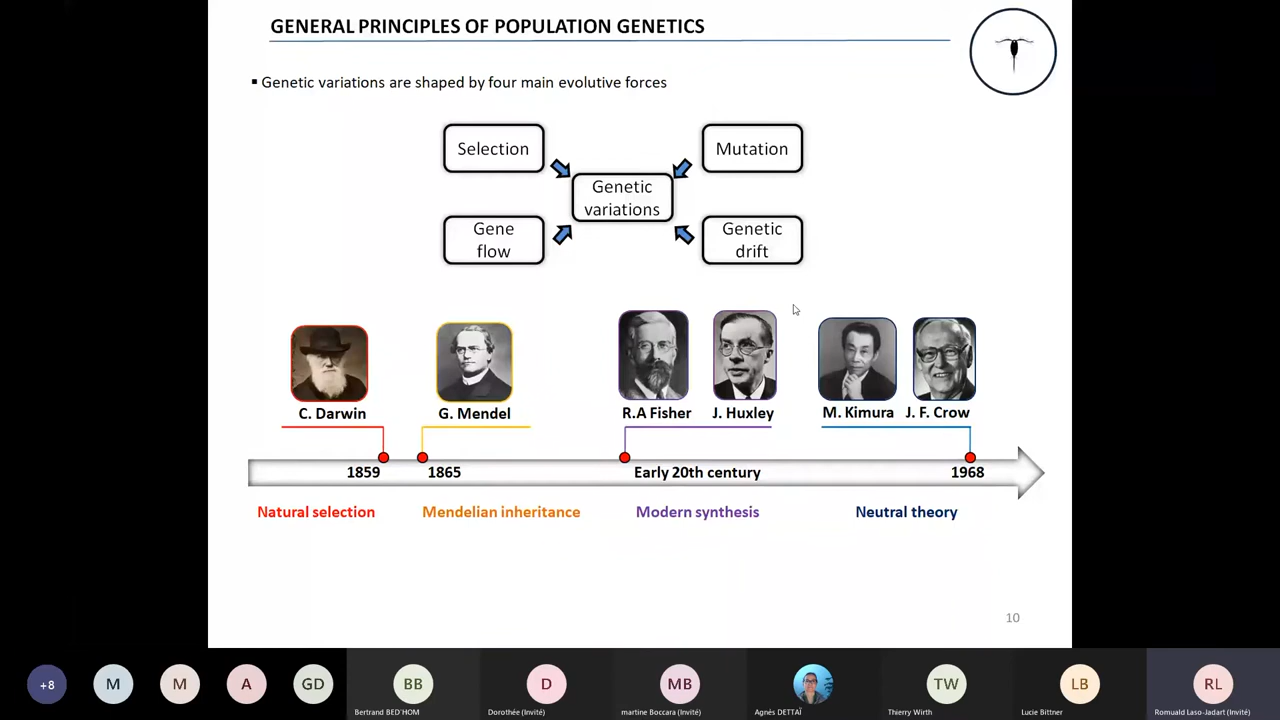 GENERAL PRINCIPLES OF POPULATION GENETICS
▪ Genetic variations are shaped by four main evolutive forces
Selection
Mutation
Genetic
variations
Gene
flow
Genetic
drift
C. Darwin
G. Mendel
R.A Fisher
J. Huxley
M. Kimura
J. F. Crow
1859
1865
Early 20th century
1968
Natural selection
Mendelian inheritance
Modern synthesis
Neutral theory
10
+8
M
M
A
GD
BB
D
MB
TW
LB
RL
Bertrand BED'HOM
Dorothée (Invité)
martine Boccara (Invité)
Agnés DETTAÏ
Thierry Wirth
Lucie Bittner
Romuald Laso-Jadart (Invité)